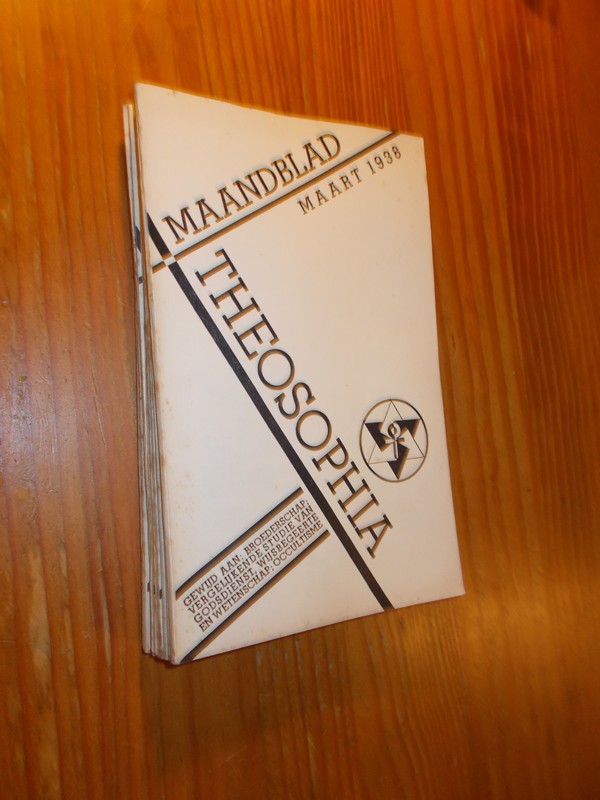 MAANDBLAD
MAART 1938
THEOSOPHIA
GEWIJD AAN: BROEDERSCHAP;
VERGELIJKENDE STUDIE VAN
GODSDIENST, WIJSBEGEERTE
EN WETENSCHAP; OCCULTISME